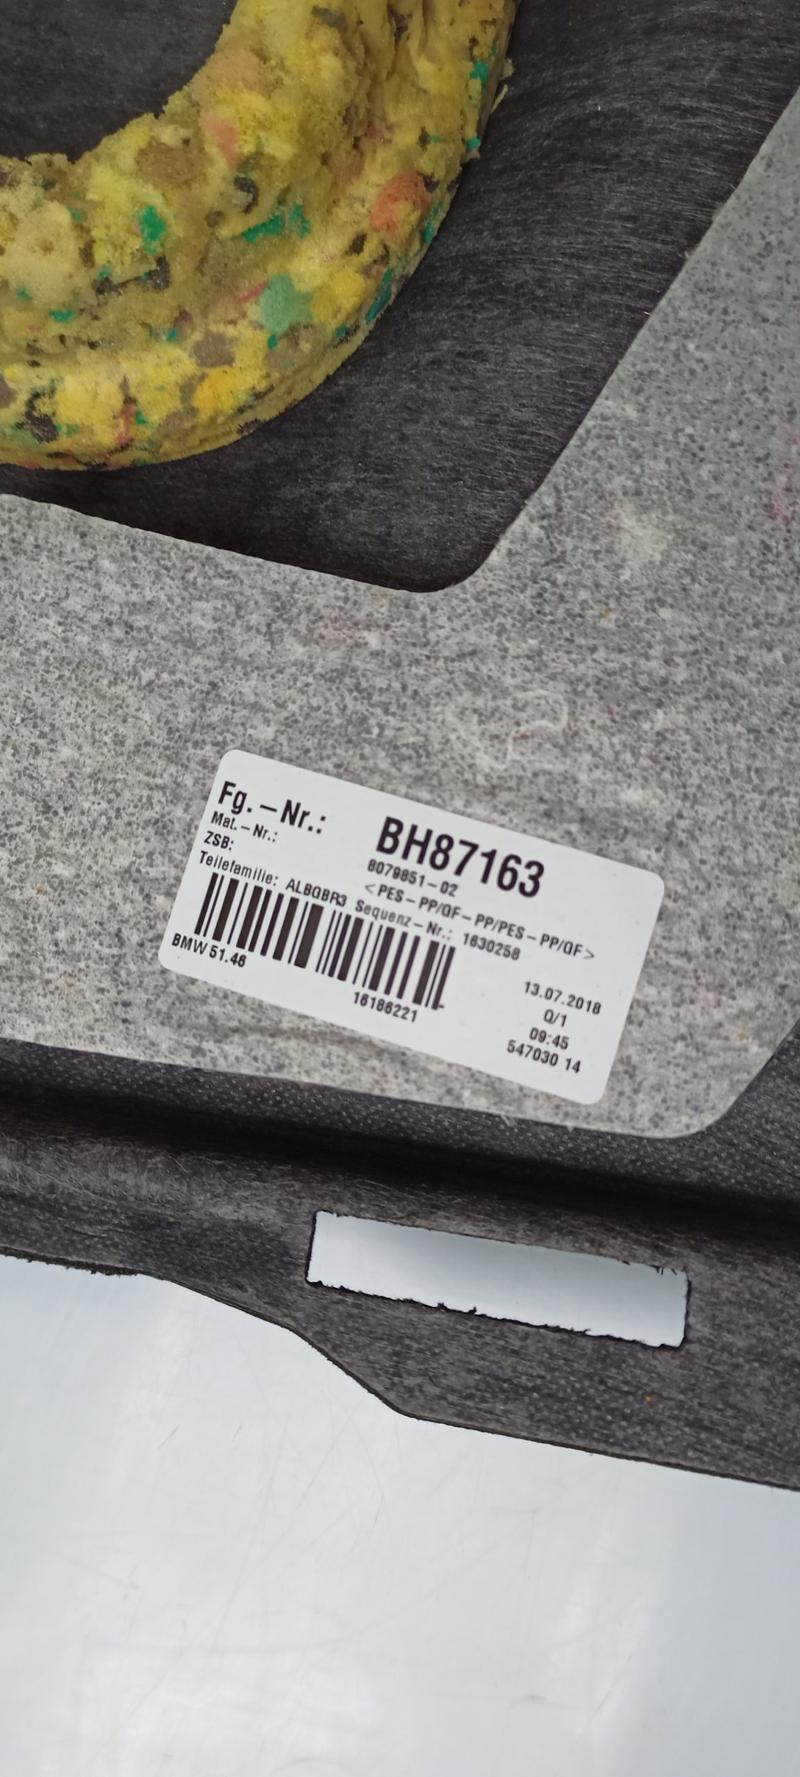 Fg.–Nr.: BH87163
Mat.–Nr.: 8079851–02
ZSB: <PES–PP/GF–PP/PES–PP/GF>
Teilefamilie: ALBGBR3 Sequenz–Nr.: 1630258
BMW 51.46
16186221
13.07.2018
Q/1
09:45
547030 14